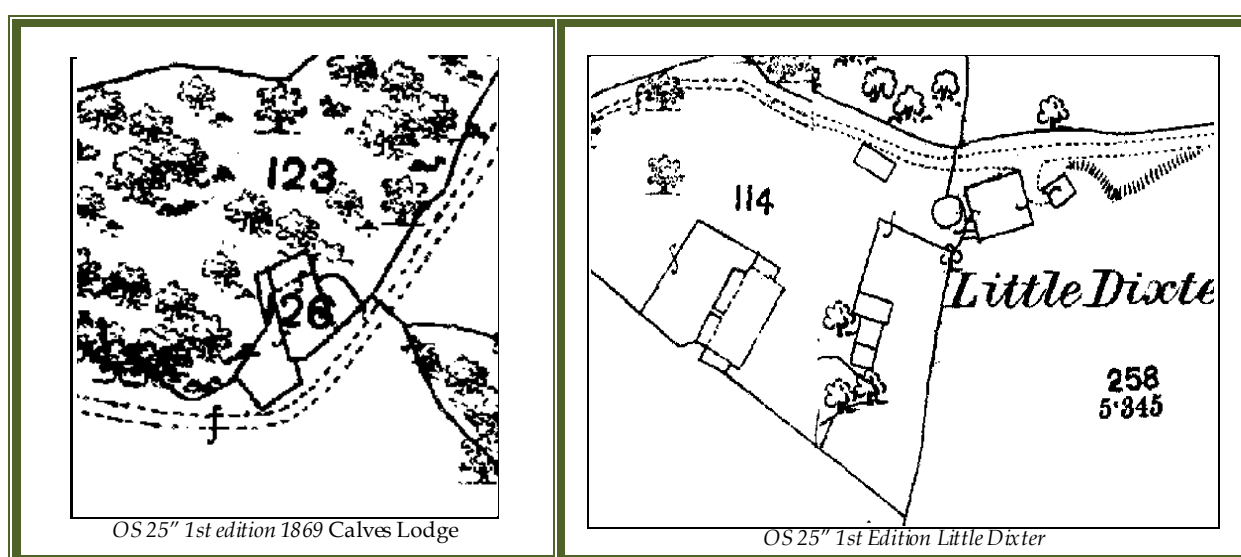 123
126
OS 25" 1st edition 1869 Calves Lodge
114
Little Dixte
258
5·345
OS 25" 1st Edition Little Dixter